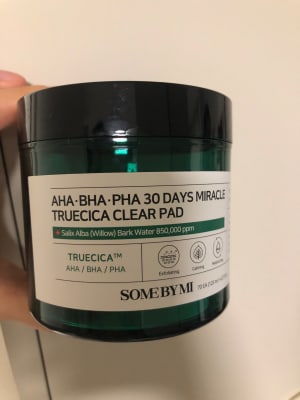 AHA·BHA·PHA 30 DAYS MIRACLE
TRUECICA CLEAR PAD
Salix Alba (Willow) Bark Water 850,000 ppm
TRUECICA™
AHA / BHA / PHA
Exfoliating
Calming
SOME BY MI